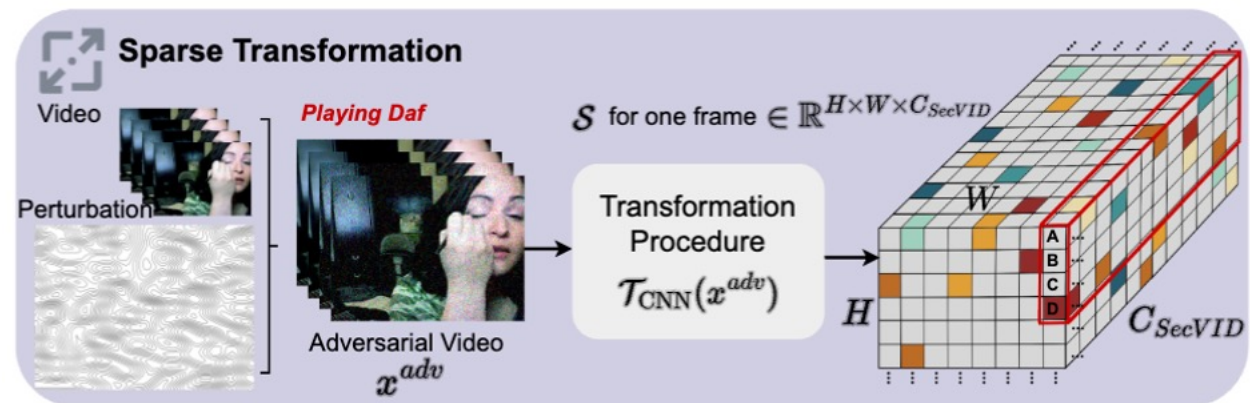 Sparse Transformation
Video
Perturbation
Playing Daf
Adversarial Video
x^{adv}
S for one frame ∈ ℝ^{H×W×C_{SecVID}}
Transformation
Procedure
T_{CNN}(x^{adv})
W
H
C_{SecVID}
A ...
B ...
C
D ...